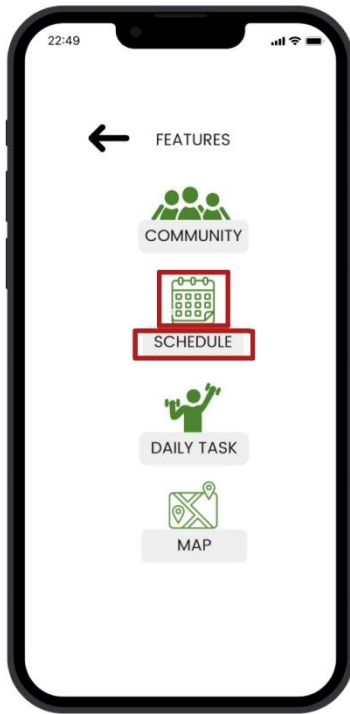 22:49
FEATURES
COMMUNITY
SCHEDULE
DAILY TASK
MAP